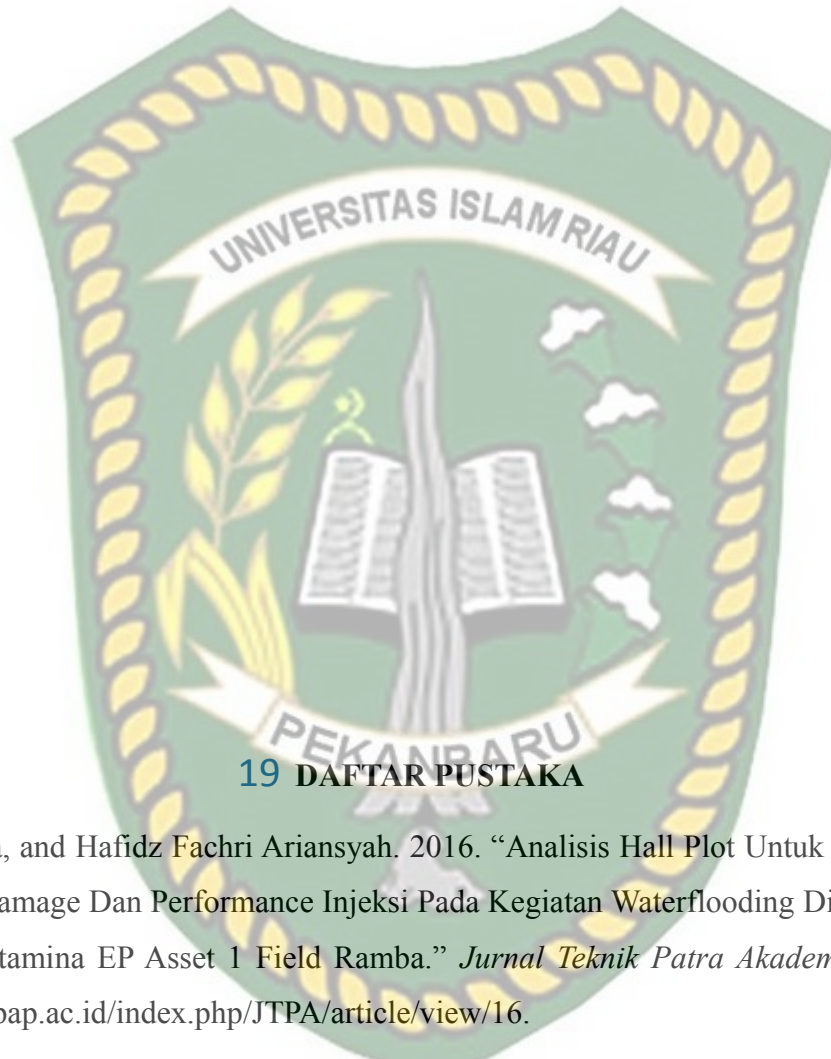 UNIVERSITAS ISLAM RIAU
PEKANBARU
19 DAFTAR PUSTAKA
, and Hafidz Fachri Ariansyah. 2016. “Analisis Hall Plot Untuk
amage Dan Performance Injeksi Pada Kegiatan Waterflooding Di
tamina EP Asset 1 Field Ramba.” Jurnal Teknik Patra Akadem
pap.ac.id/index.php/JTPA/article/view/16.